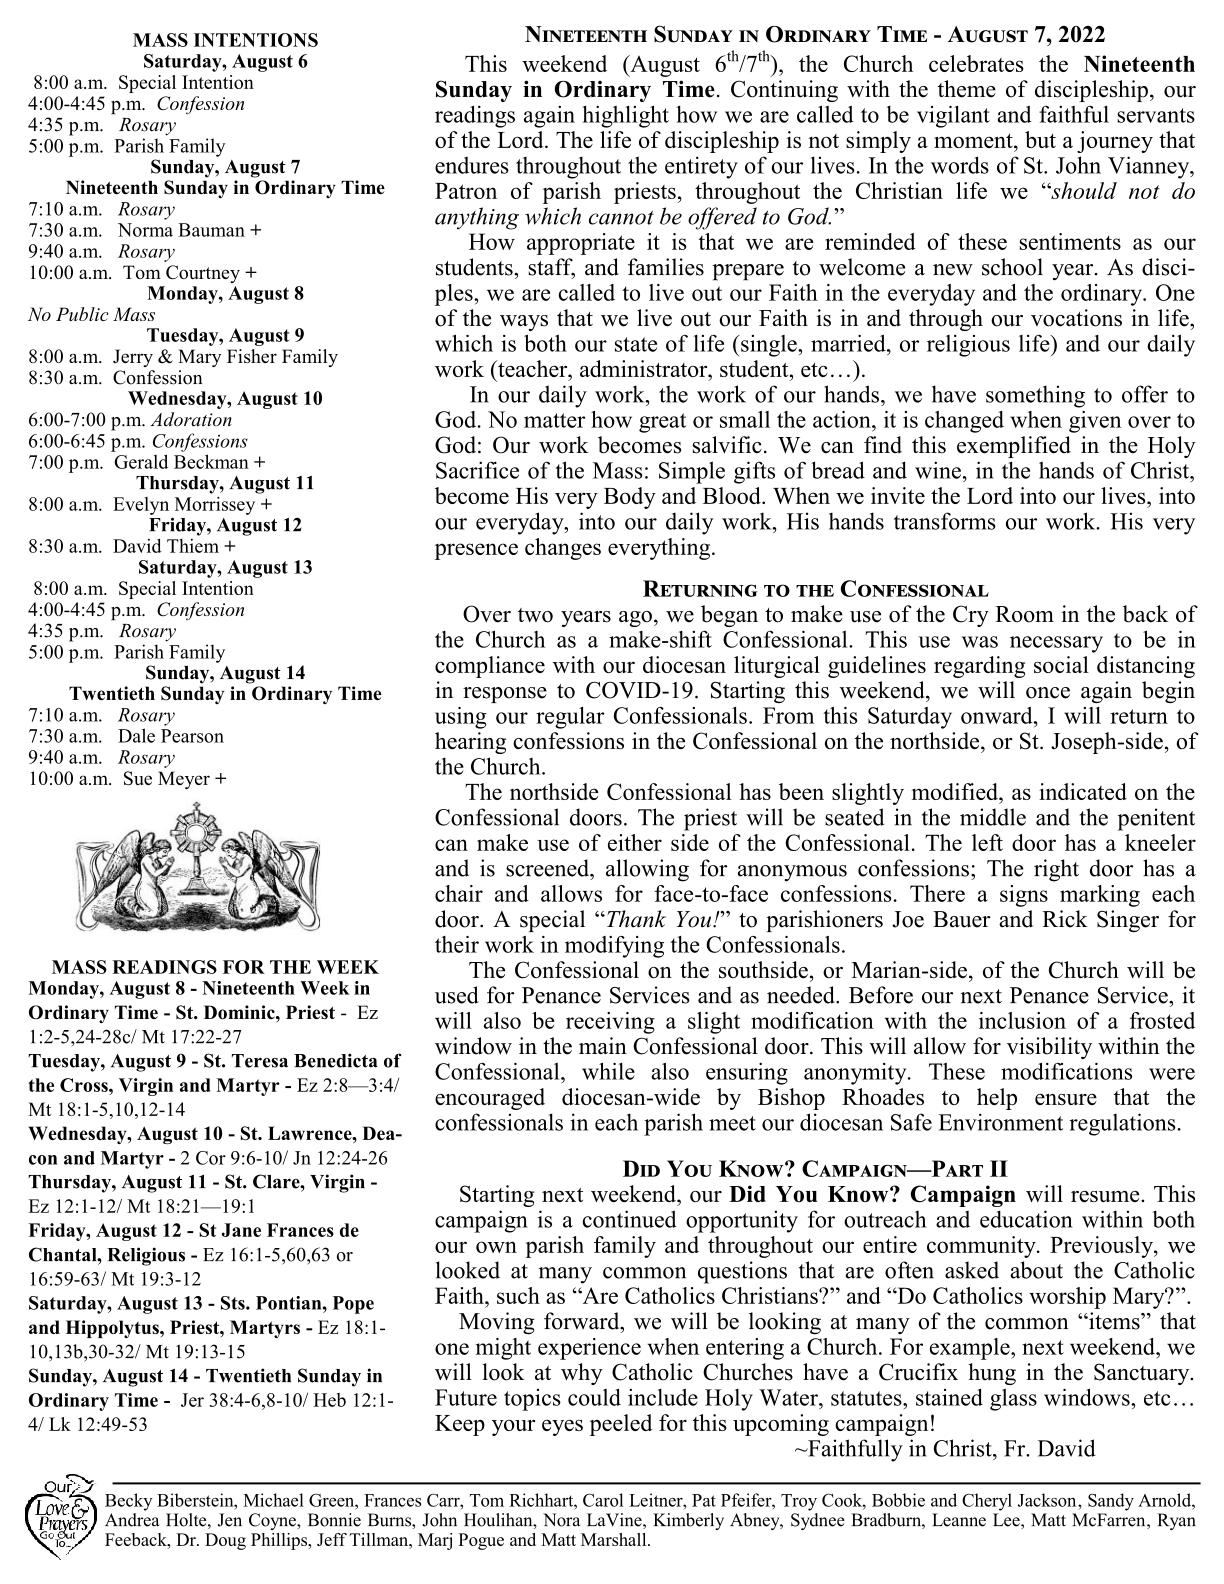 MASS INTENTIONS
Saturday, August 6
8:00 a.m. Special Intention
4:00-4:45 p.m. Confession
4:35 p.m. Rosary
5:00 p.m. Parish Family
Sunday, August 7
Nineteenth Sunday in Ordinary Time
7:10 a.m. Rosary
7:30 a.m. Norma Bauman +
9:40 a.m. Rosary
10:00 a.m. Tom Courtney +
Monday, August 8
No Public Mass
Tuesday, August 9
8:00 a.m. Jerry & Mary Fisher Family
8:30 a.m. Confession
Wednesday, August 10
6:00-7:00 p.m. Adoration
6:00-6:45 p.m. Confessions
7:00 p.m. Gerald Beckman +
Thursday, August 11
8:00 a.m. Evelyn Morrissey +
Friday, August 12
8:30 a.m. David Thiem +
Saturday, August 13
8:00 a.m. Special Intention
4:00-4:45 p.m. Confession
4:35 p.m. Rosary
5:00 p.m. Parish Family
Sunday, August 14
Twentieth Sunday in Ordinary Time
7:10 a.m. Rosary
7:30 a.m. Dale Pearson
9:40 a.m. Rosary
10:00 a.m. Sue Meyer +
MASS READINGS FOR THE WEEK
Monday, August 8 - Nineteenth Week in
Ordinary Time - St. Dominic, Priest - Ez
1:2-5,24-28c/ Mt 17:22-27
Tuesday, August 9 - St. Teresa Benedicta of
the Cross, Virgin and Martyr - Ez 2:8—3:4/
Mt 18:1-5,10,12-14
Wednesday, August 10 - St. Lawrence, Dea-
con and Martyr - 2 Cor 9:6-10/ Jn 12:24-26
Thursday, August 11 - St. Clare, Virgin -
Ez 12:1-12/ Mt 18:21—19:1
Friday, August 12 - St Jane Frances de
Chantal, Religious - Ez 16:1-5,60,63 or
16:59-63/ Mt 19:3-12
Saturday, August 13 - Sts. Pontian, Pope
and Hippolytus, Priest, Martyrs - Ez 18:1-
10,13b,30-32/ Mt 19:13-15
Sunday, August 14 - Twentieth Sunday in
Ordinary Time - Jer 38:4-6,8-10/ Heb 12:1-
4/ Lk 12:49-53
NINETEENTH SUNDAY IN ORDINARY TIME - AUGUST 7, 2022
This weekend (August 6th/7th), the Church celebrates the Nineteenth
Sunday in Ordinary Time. Continuing with the theme of discipleship, our
readings again highlight how we are called to be vigilant and faithful servants
of the Lord. The life of discipleship is not simply a moment, but a journey that
endures throughout the entirety of our lives. In the words of St. John Vianney,
Patron of parish priests, throughout the Christian life we “should not do
anything which cannot be offered to God.”
How appropriate it is that we are reminded of these sentiments as our
students, staff, and families prepare to welcome a new school year. As disci-
ples, we are called to live out our Faith in the everyday and the ordinary. One
of the ways that we live out our Faith is in and through our vocations in life,
which is both our state of life (single, married, or religious life) and our daily
work (teacher, administrator, student, etc…).
In our daily work, the work of our hands, we have something to offer to
God. No matter how great or small the action, it is changed when given over to
God: Our work becomes salvific. We can find this exemplified in the Holy
Sacrifice of the Mass: Simple gifts of bread and wine, in the hands of Christ,
become His very Body and Blood. When we invite the Lord into our lives, into
our everyday, into our daily work, His hands transforms our work. His very
presence changes everything.
RETURNING TO THE CONFESSIONAL
Over two years ago, we began to make use of the Cry Room in the back of
the Church as a make-shift Confessional. This use was necessary to be in
compliance with our diocesan liturgical guidelines regarding social distancing
in response to COVID-19. Starting this weekend, we will once again begin
using our regular Confessionals. From this Saturday onward, I will return to
hearing confessions in the Confessional on the northside, or St. Joseph-side, of
the Church.
The northside Confessional has been slightly modified, as indicated on the
Confessional doors. The priest will be seated in the middle and the penitent
can make use of either side of the Confessional. The left door has a kneeler
and is screened, allowing for anonymous confessions; The right door has a
chair and allows for face-to-face confessions. There a signs marking each
door. A special “Thank You!” to parishioners Joe Bauer and Rick Singer for
their work in modifying the Confessionals.
The Confessional on the southside, or Marian-side, of the Church will be
used for Penance Services and as needed. Before our next Penance Service, it
will also be receiving a slight modification with the inclusion of a frosted
window in the main Confessional door. This will allow for visibility within the
Confessional, while also ensuring anonymity. These modifications were
encouraged diocesan-wide by Bishop Rhoades to help ensure that the
confessionals in each parish meet our diocesan Safe Environment regulations.
DID YOU KNOW? CAMPAIGN—PART II
Starting next weekend, our Did You Know? Campaign will resume. This
campaign is a continued opportunity for outreach and education within both
our own parish family and throughout our entire community. Previously, we
looked at many common questions that are often asked about the Catholic
Faith, such as “Are Catholics Christians?” and “Do Catholics worship Mary?”.
Moving forward, we will be looking at many of the common “items” that
one might experience when entering a Church. For example, next weekend, we
will look at why Catholic Churches have a Crucifix hung in the Sanctuary.
Future topics could include Holy Water, statutes, stained glass windows, etc…
Keep your eyes peeled for this upcoming campaign!
~Faithfully in Christ, Fr. David
Our
Love &
Prayers
Go Out
To...
Becky Biberstein, Michael Green, Frances Carr, Tom Richhart, Carol Leitner, Pat Pfeifer, Troy Cook, Bobbie and Cheryl Jackson, Sandy Arnold,
Andrea Holte, Jen Coyne, Bonnie Burns, John Houlihan, Nora LaVine, Kimberly Abney, Sydnee Bradburn, Leanne Lee, Matt McFarren, Ryan
Feeback, Dr. Doug Phillips, Jeff Tillman, Marj Pogue and Matt Marshall.